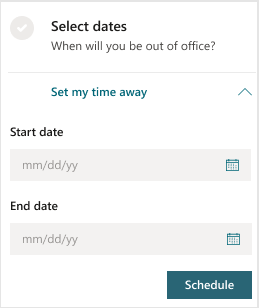 Select dates
When will you be out of office?
Set my time away
Start date
mm/dd/yy
End date
mm/dd/yy
Schedule